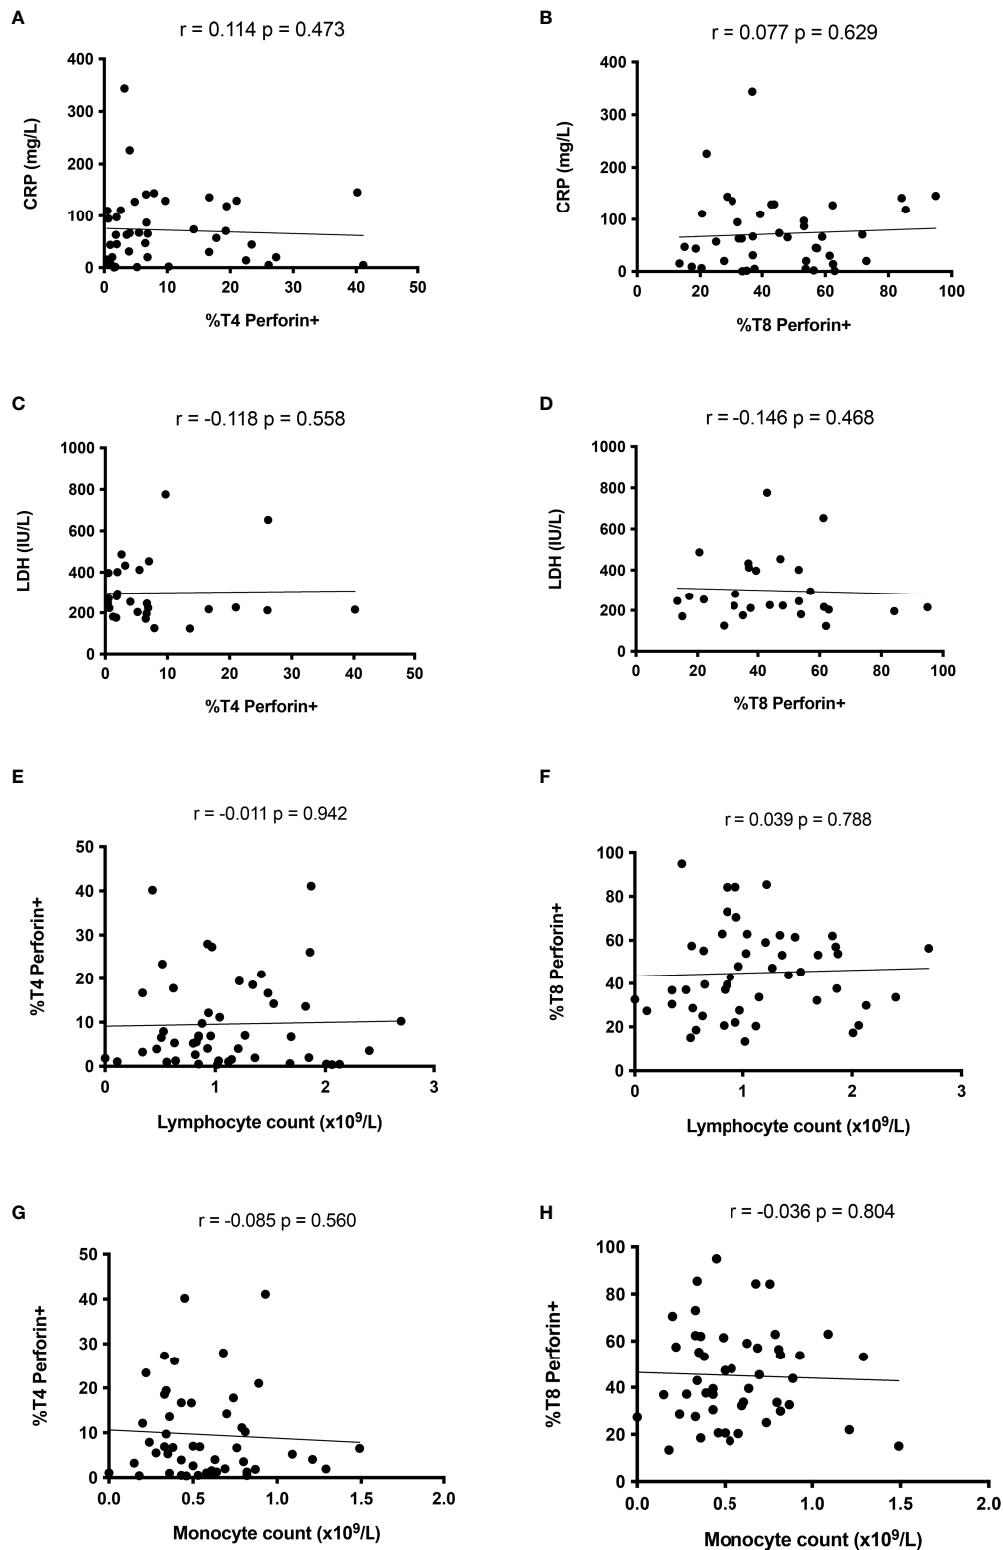 A
r = 0.114 p = 0.473
CRP (mg/L)
400
300
200
100
0
0 10 20 30 40 50
%T4 Perforin+
B
r = 0.077 p = 0.629
CRP (mg/L)
400
300
200
100
0
0 20 40 60 80 100
%T8 Perforin+
C
r = -0.118 p = 0.558
LDH (IU/L)
1000
800
600
400
200
0
0 10 20 30 40 50
%T4 Perforin+
D
r = -0.146 p = 0.468
LDH (IU/L)
1000
800
600
400
200
0
0 20 40 60 80 100
%T8 Perforin+
E
r = -0.011 p = 0.942
%T4 Perforin+
50
40
30
20
10
0
0 1 2 3
Lymphocyte count (x10⁹/L)
F
r = 0.039 p = 0.788
%T8 Perforin+
100
80
60
40
20
0
0 1 2 3
Lymphocyte count (x10⁹/L)
G
r = -0.085 p = 0.560
%T4 Perforin+
50
40
30
20
10
0
0.0 0.5 1.0 1.5 2.0
Monocyte count (x10⁹/L)
H
r = -0.036 p = 0.804
%T8 Perforin+
100
80
60
40
20
0
0.0 0.5 1.0 1.5 2.0
Monocyte count (x10⁹/L)